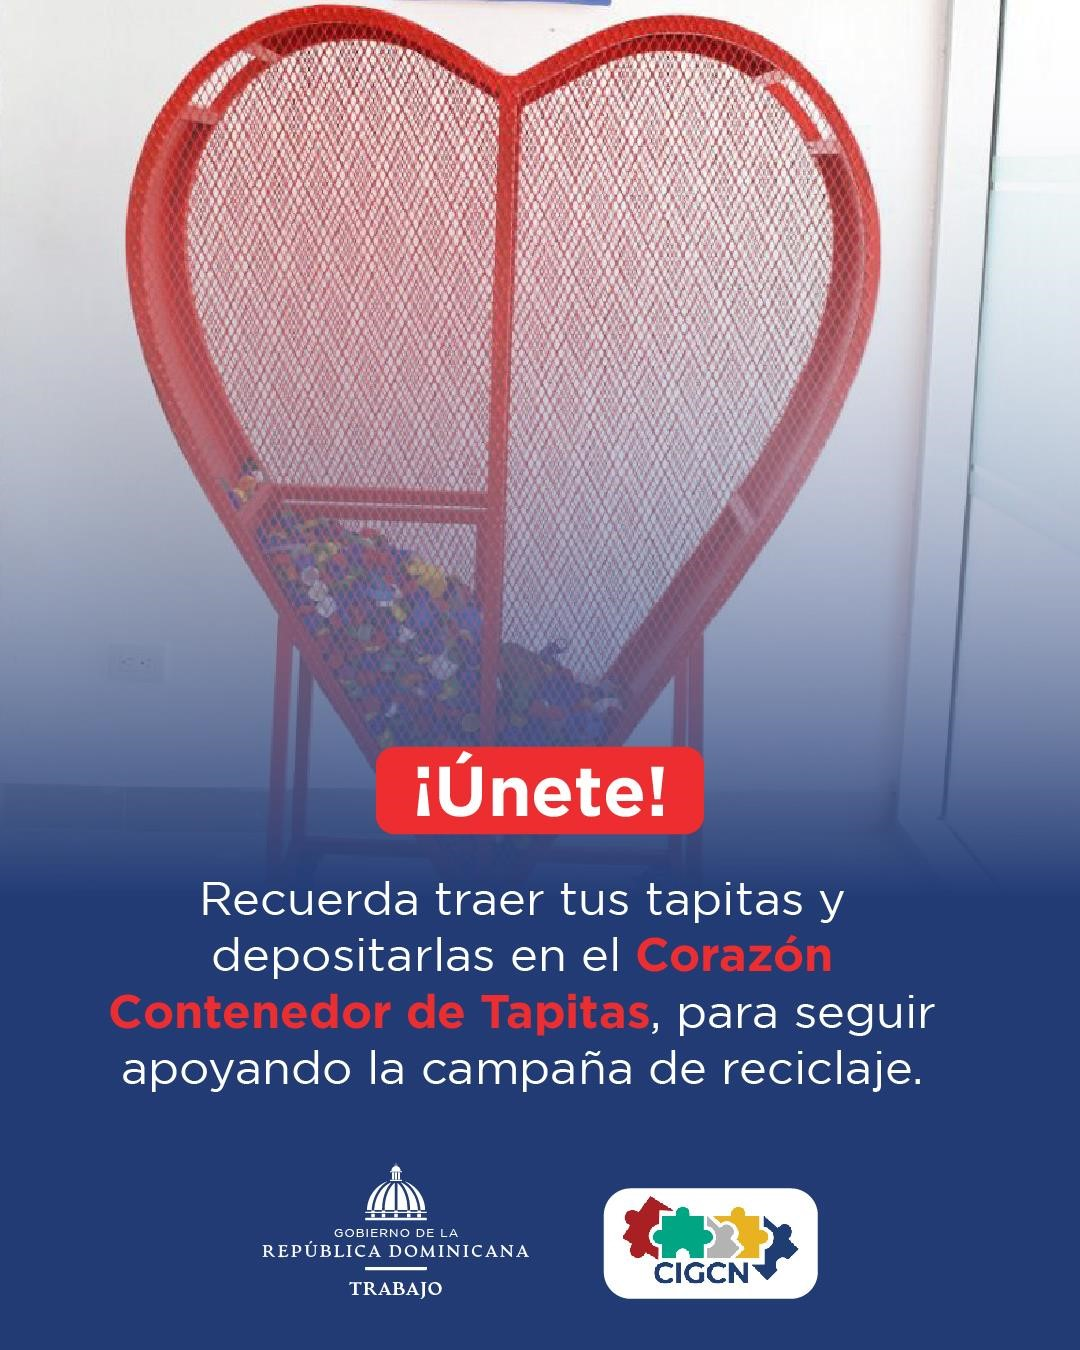 ¡Únete!
Recuerda traer tus tapitas y
depositarlas en el Corazón
Contenedor de Tapitas, para seguir
apoyando la campaña de reciclaje.
GOBIERNO DE LA
REPÚBLICA DOMINICANA
TRABAJO
CIGCN